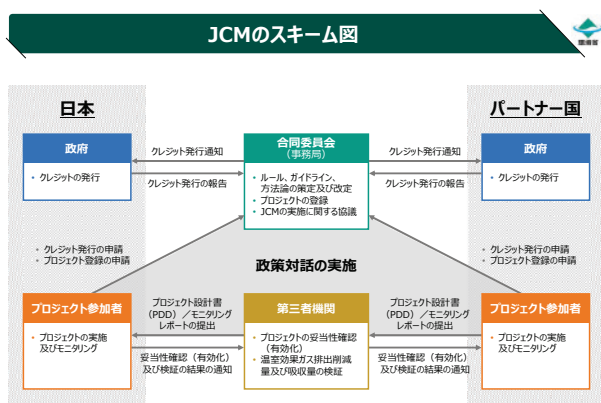 JCMのスキーム図
環境省
日本
パートナー国
政府
・ クレジットの発行
クレジット発行通知
クレジット発行の報告
合同委員会
（事務局）
・ ルール、ガイドライン、
方法論の策定及び改定
・ プロジェクトの登録
・ JCMの実施に関する協議
クレジット発行通知
クレジット発行の報告
政府
・ クレジットの発行
・ クレジット発行の申請
・ プロジェクト登録の申請
政策対話の実施
・ クレジット発行の申請
・ プロジェクト登録の申請
プロジェクト参加者
・ プロジェクトの実施
及びモニタリング
プロジェクト設計書
（PDD）／モニタリング
レポートの提出
妥当性確認（有効化）
及び検証の結果の通知
第三者機関
・ プロジェクトの妥当性確認
（有効化）
・ 温室効果ガス排出削減
量及び吸収量の検証
プロジェクト設計書
（PDD）／モニタリング
レポートの提出
妥当性確認（有効化）
及び検証の結果の通知
プロジェクト参加者
・ プロジェクトの実施
及びモニタリング